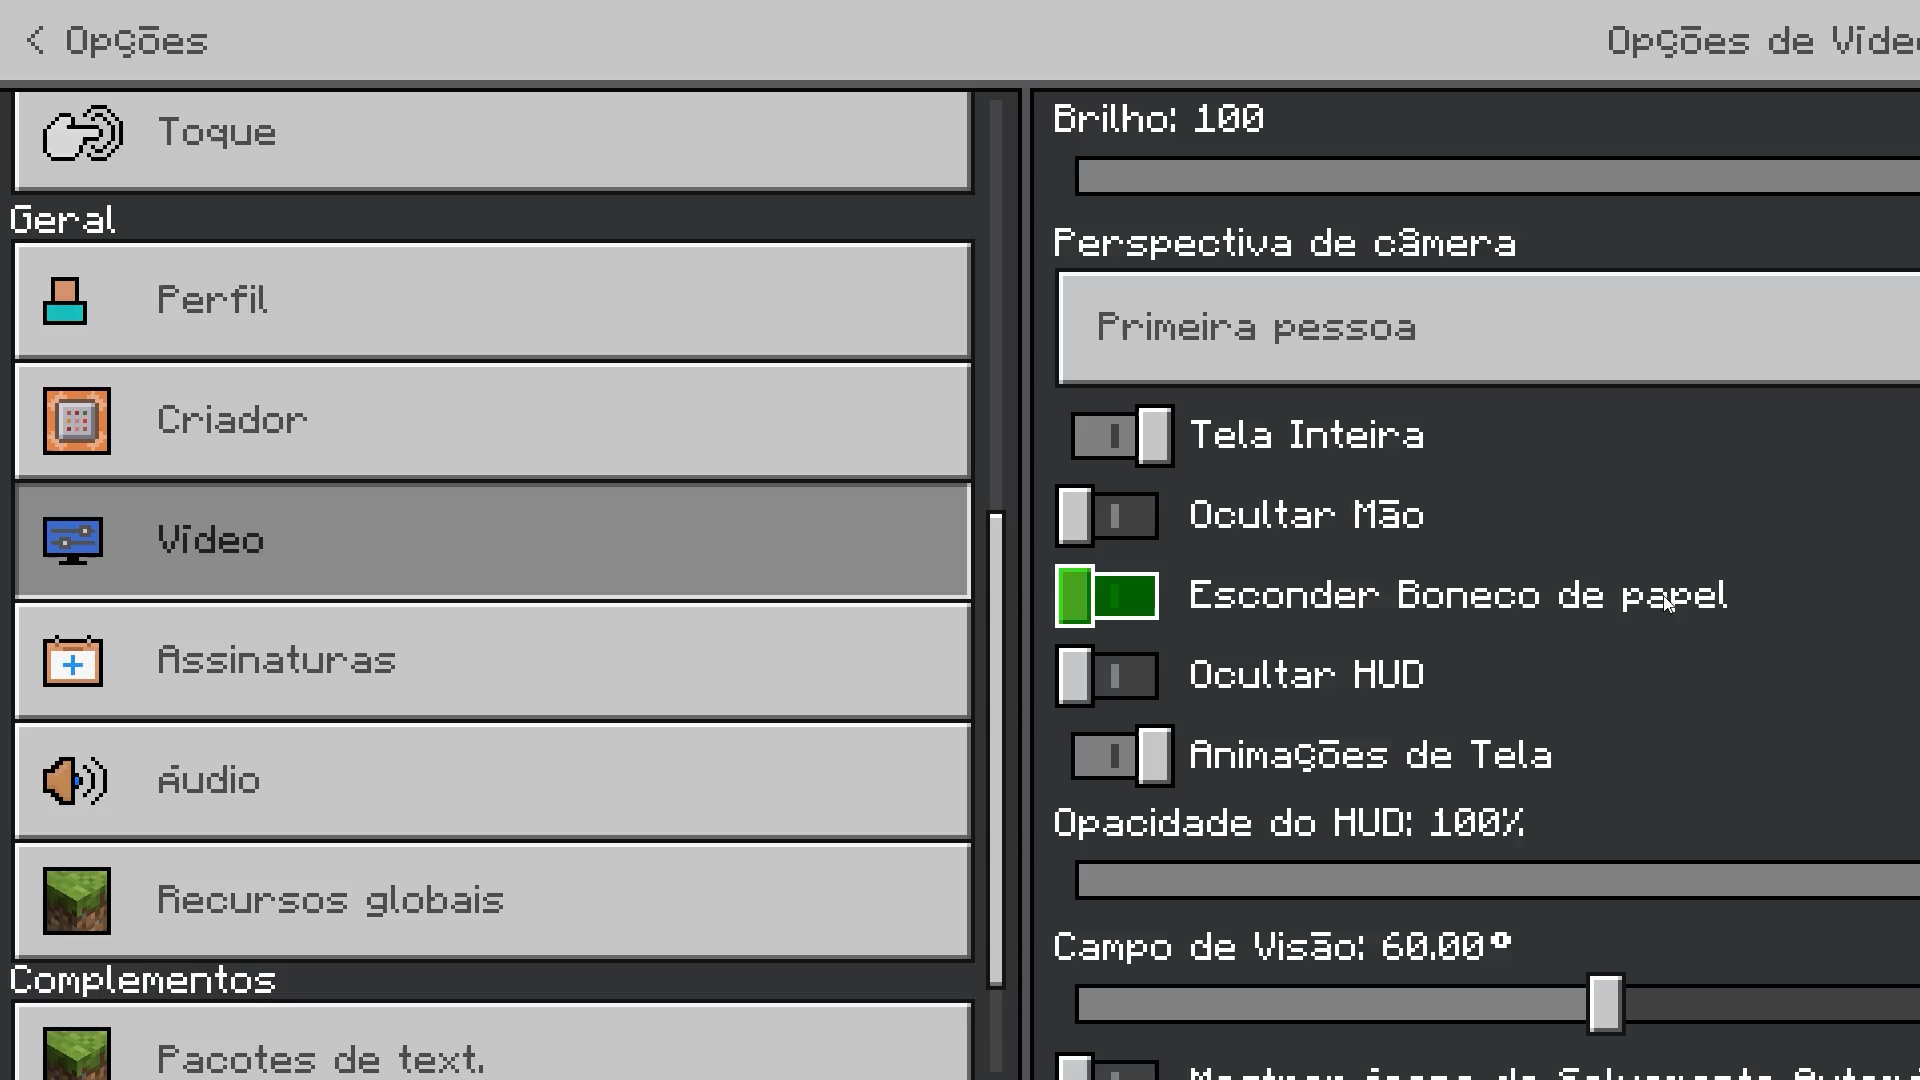 < Opções
Opções de Víde
Toque
Geral
Perfil
Criador
Vídeo
Assinaturas
Áudio
Recursos globais
Complementos
Pacotes de text.
Brilho: 100
Perspectiva de câmera
Primeira pessoa
Tela Inteira
Ocultar Mão
Esconder Boneco de papel
Ocultar HUD
Animações de Tela
Opacidade do HUD: 100%
Campo de Visão: 60.00°